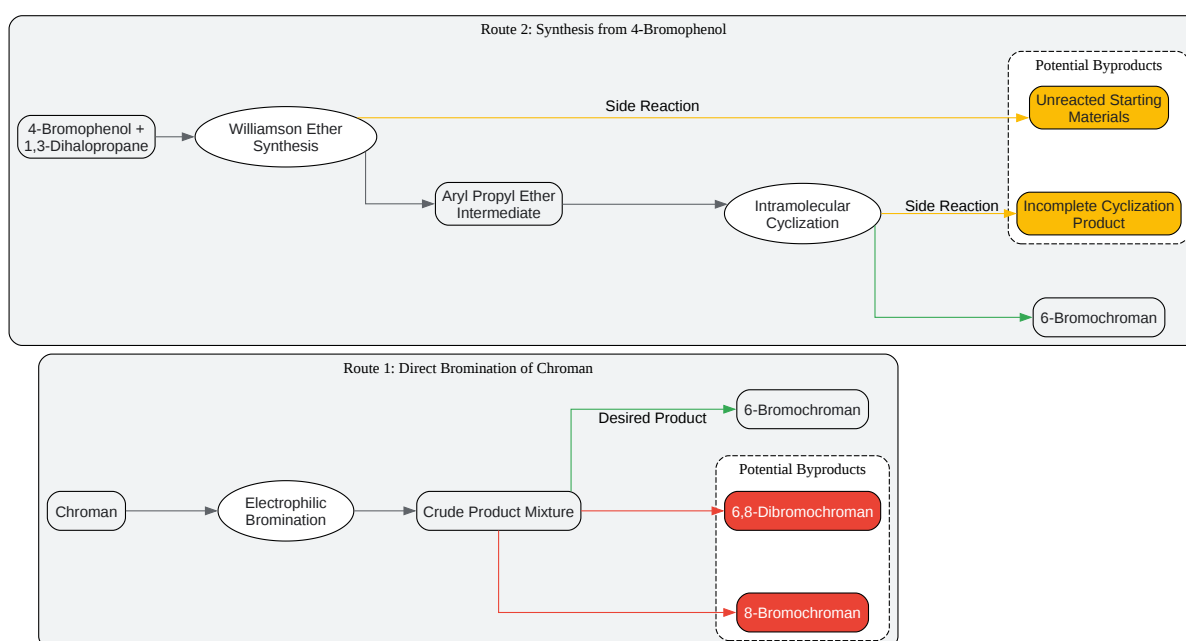 Route 2: Synthesis from 4-Bromophenol
Potential Byproducts
4-Bromophenol +
1,3-Dihalopropane
Williamson Ether
Synthesis
Side Reaction
Unreacted Starting
Materials
Aryl Propyl Ether
Intermediate
Intramolecular
Cyclization
Side Reaction
Incomplete Cyclization
Product
6-Bromochroman
Route 1: Direct Bromination of Chroman
Desired Product
6-Bromochroman
Potential Byproducts
Chroman
Electrophilic
Bromination
Crude Product Mixture
6,8-Dibromochroman
8-Bromochroman